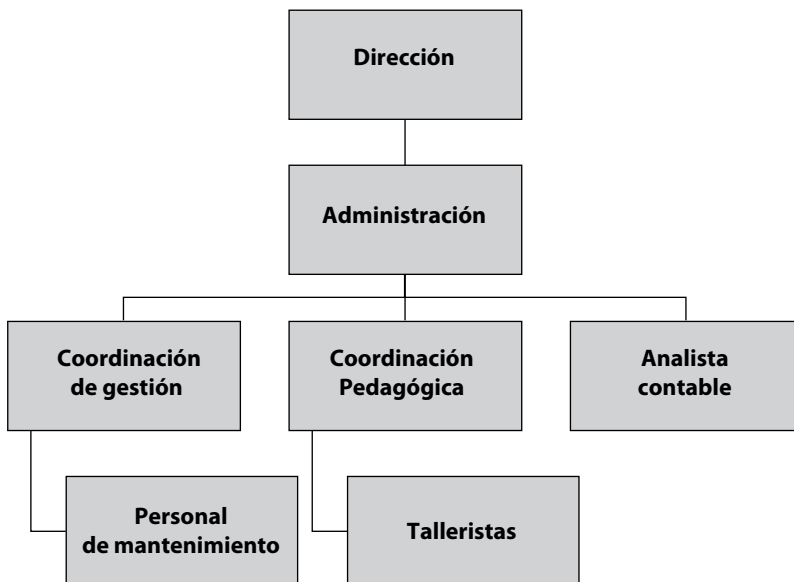 Dirección
Administración
Coordinación
de gestión
Coordinación
Pedagógica
Analista
contable
Personal
de mantenimiento
Talleristas